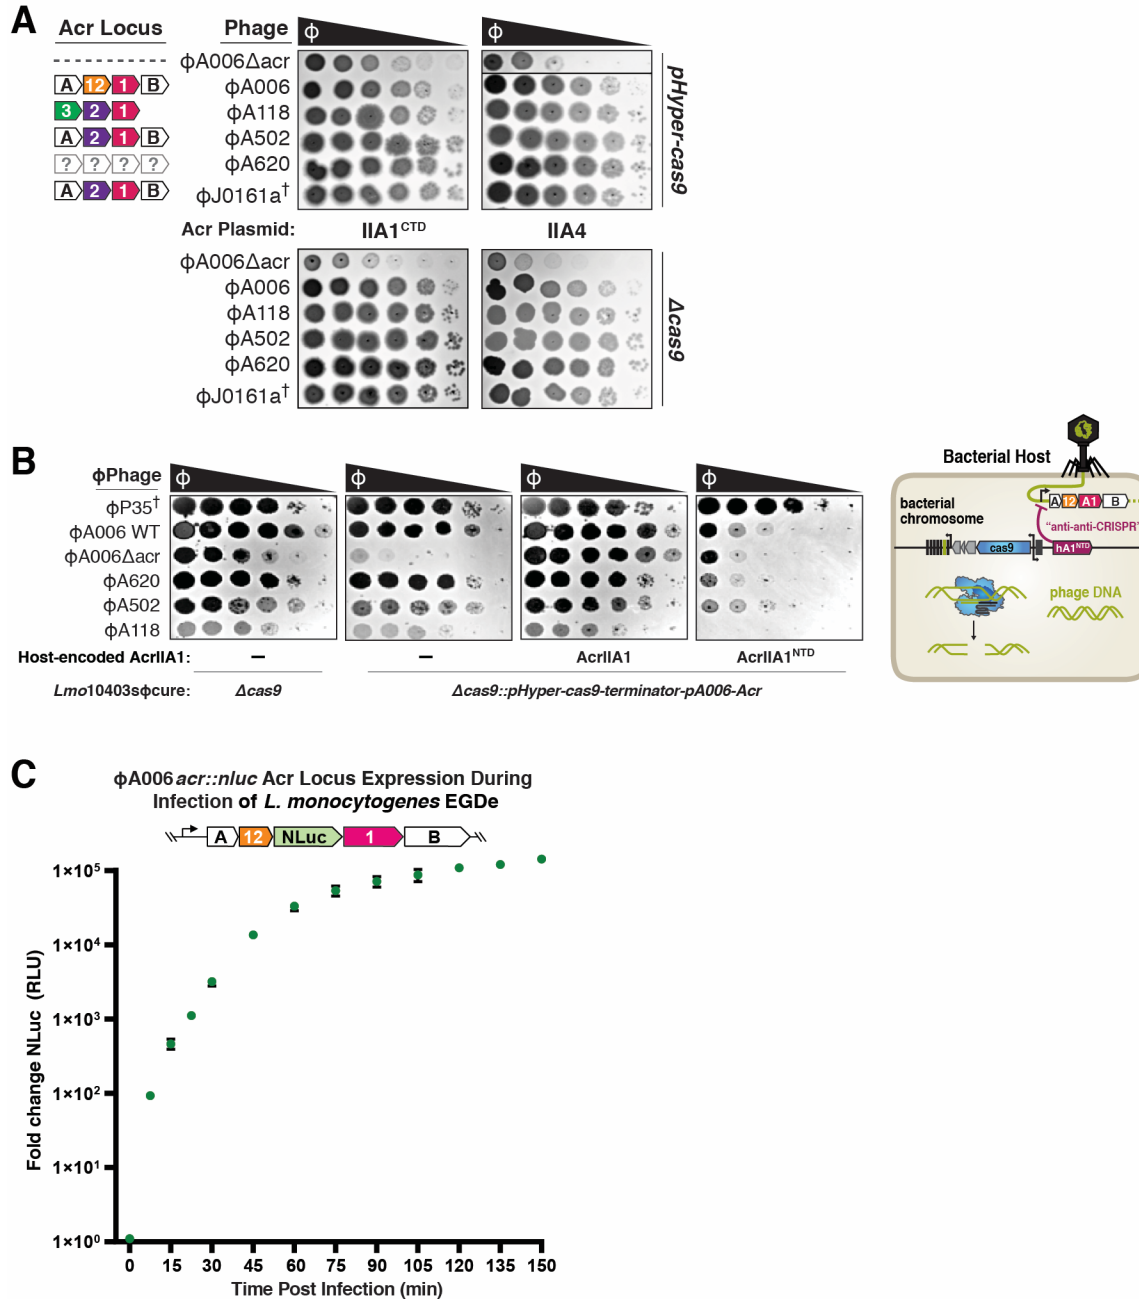 A
Acr Locus
Phage
ϕ
ϕ
ϕA006Δacr
A 12 1 B
ϕA006
3 2 1
ϕA118
A 2 1 B
ϕA502
? ? ? ?
ϕA620
A 2 1 B
ϕJ0161a†
pHyper-cas9
Acr Plasmid:
IIA1CTD
IIA4
ϕA006Δacr
ϕA006
ϕA118
ϕA502
ϕA620
ϕJ0161a†
Δcas9
B
ϕPhage
ϕ
ϕ
ϕ
ϕ
ϕP35†
ϕA006 WT
ϕA006Δacr
ϕA620
ϕA502
ϕA118
Host-encoded AcrIIA1:
–
–
AcrIIA1
AcrIIA1NTD
Lmo10403sϕcure:
Δcas9
Δcas9::pHyper-cas9-terminator-pA006-Acr
Bacterial Host
bacterial
chromosome
A 12 A1 B
"anti-anti-CRISPR"
cas9
hA1NTD
phage DNA
C
ϕA006 acr::nluc Acr Locus Expression During
Infection of L. monocytogenes EGDe
A 12 NLuc 1 B
Fold change NLuc (RLU)
1×10⁵
1×10⁴
1×10³
1×10²
1×10¹
1×10⁰
0 15 30 45 60 75 90 105 120 135 150
Time Post Infection (min)